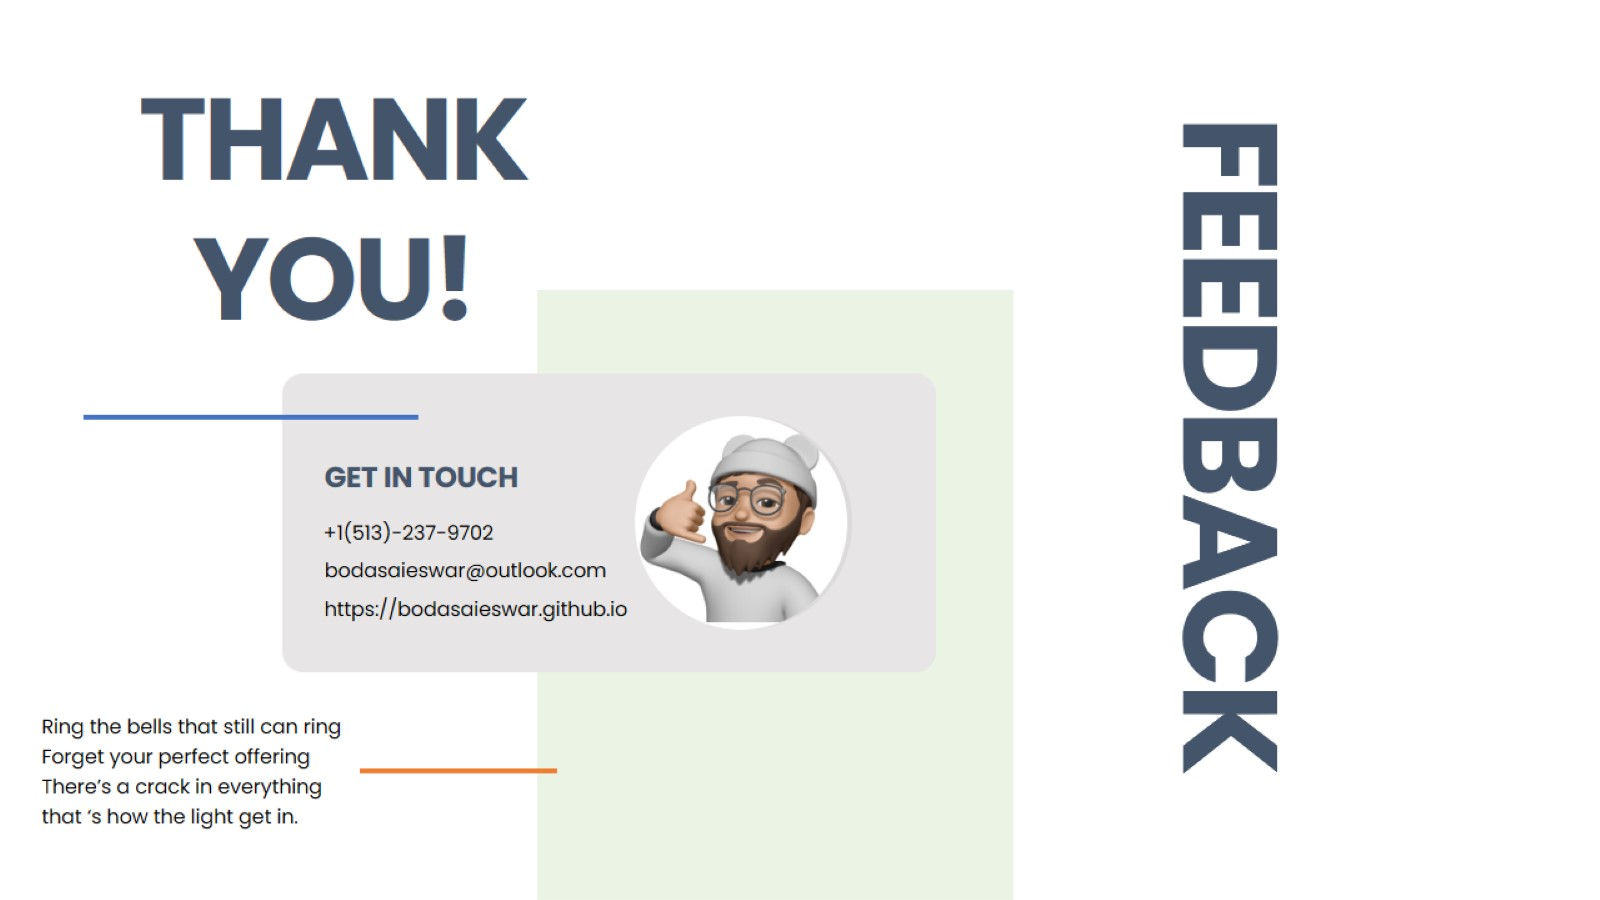 THANK
YOU!
GET IN TOUCH
+1(513)-237-9702
bodasaieswar@outlook.com
https://bodasaieswar.github.io
Ring the bells that still can ring
Forget your perfect offering
There’s a crack in everything
that ‘s how the light get in.
FEEDBACK